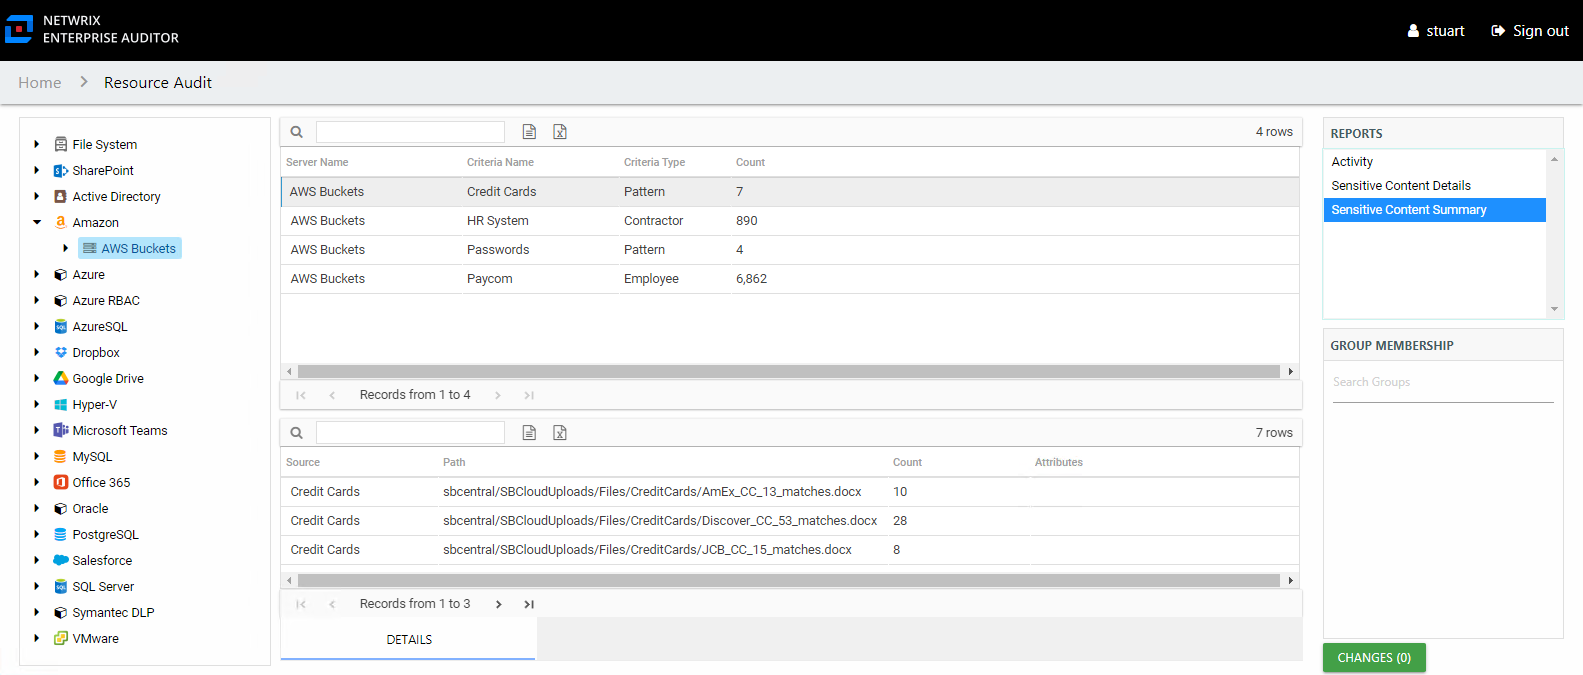 NETWRIX
ENTERPRISE AUDITOR
stuart
Sign out
Home
Resource Audit
File System
SharePoint
Active Directory
Amazon
AWS Buckets
Azure
Azure RBAC
AzureSQL
Dropbox
Google Drive
Hyper-V
Microsoft Teams
MySQL
Office 365
Oracle
PostgreSQL
Salesforce
SQL Server
Symantec DLP
VMware
4 rows
Server Name Criteria Name Criteria Type Count
AWS Buckets Credit Cards Pattern 7
AWS Buckets HR System Contractor 890
AWS Buckets Passwords Pattern 4
AWS Buckets Paycom Employee 6,862
Records from 1 to 4
7 rows
Source Path Count Attributes
Credit Cards sbcentral/SBCloudUploads/Files/CreditCards/AmEx_CC_13_matches.docx 10
Credit Cards sbcentral/SBCloudUploads/Files/CreditCards/Discover_CC_53_matches.docx 28
Credit Cards sbcentral/SBCloudUploads/Files/CreditCards/JCB_CC_15_matches.docx 8
Records from 1 to 3
DETAILS
REPORTS
Activity
Sensitive Content Details
Sensitive Content Summary
GROUP MEMBERSHIP
Search Groups
CHANGES (0)